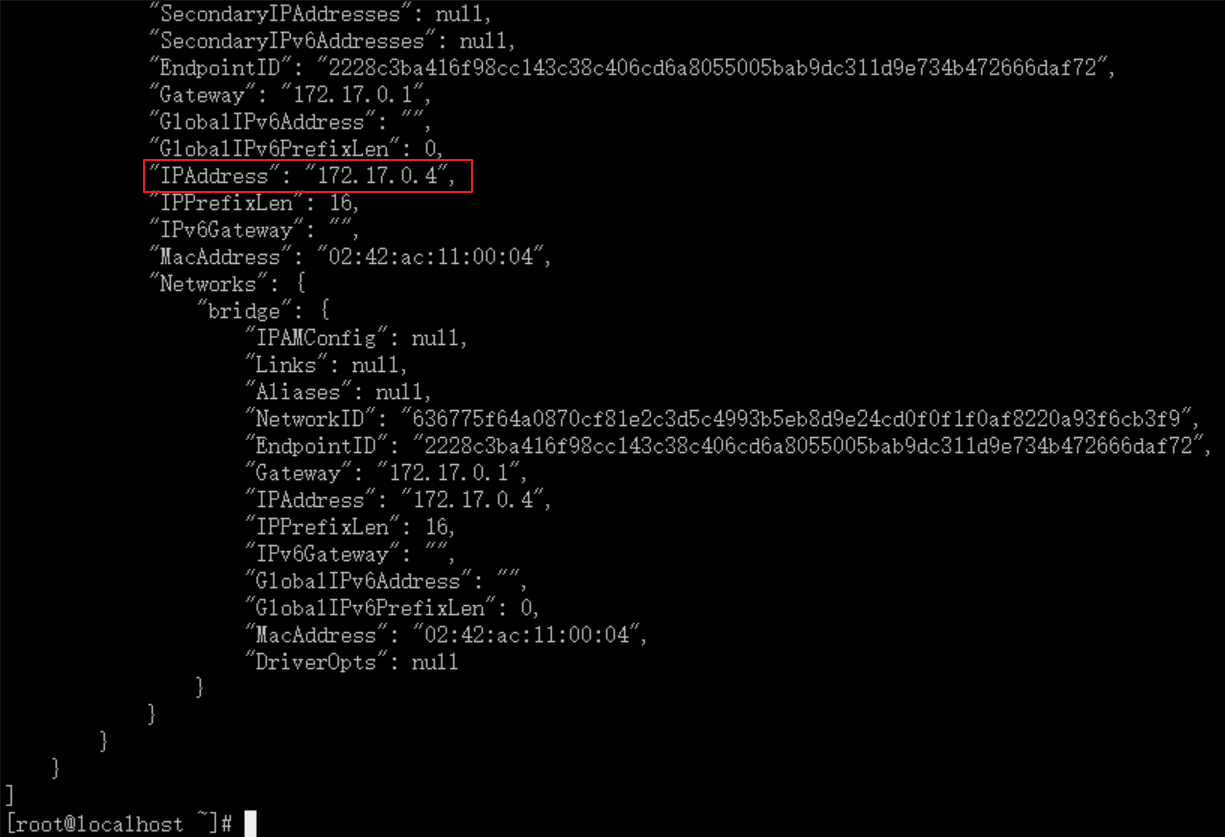 "SecondaryIPAddresses": null,
"SecondaryIPv6Addresses": null,
"EndpointID": "2228c3ba416f98cc143c38c406cd6a8055005bab9dc311d9e734b472666daf72",
"Gateway": "172.17.0.1",
"GlobalIPv6Address": "",
"GlobalIPv6PrefixLen": 0,
"IPAddress": "172.17.0.4",
"IPPrefixLen": 16,
"IPv6Gateway": "",
"MacAddress": "02:42:ac:11:00:04",
"Networks": {
"bridge": {
"IPAMConfig": null,
"Links": null,
"Aliases": null,
"NetworkID": "636775f64a0870cf81e2c3d5c4993b5eb8d9e24cd0f0f1f0af8220a93f6cb3f9",
"EndpointID": "2228c3ba416f98cc143c38c406cd6a8055005bab9dc311d9e734b472666daf72",
"Gateway": "172.17.0.1",
"IPAddress": "172.17.0.4",
"IPPrefixLen": 16,
"IPv6Gateway": "",
"GlobalIPv6Address": "",
"GlobalIPv6PrefixLen": 0,
"MacAddress": "02:42:ac:11:00:04",
"DriverOpts": null
}
}
}
}
]
[root@localhost ~]#